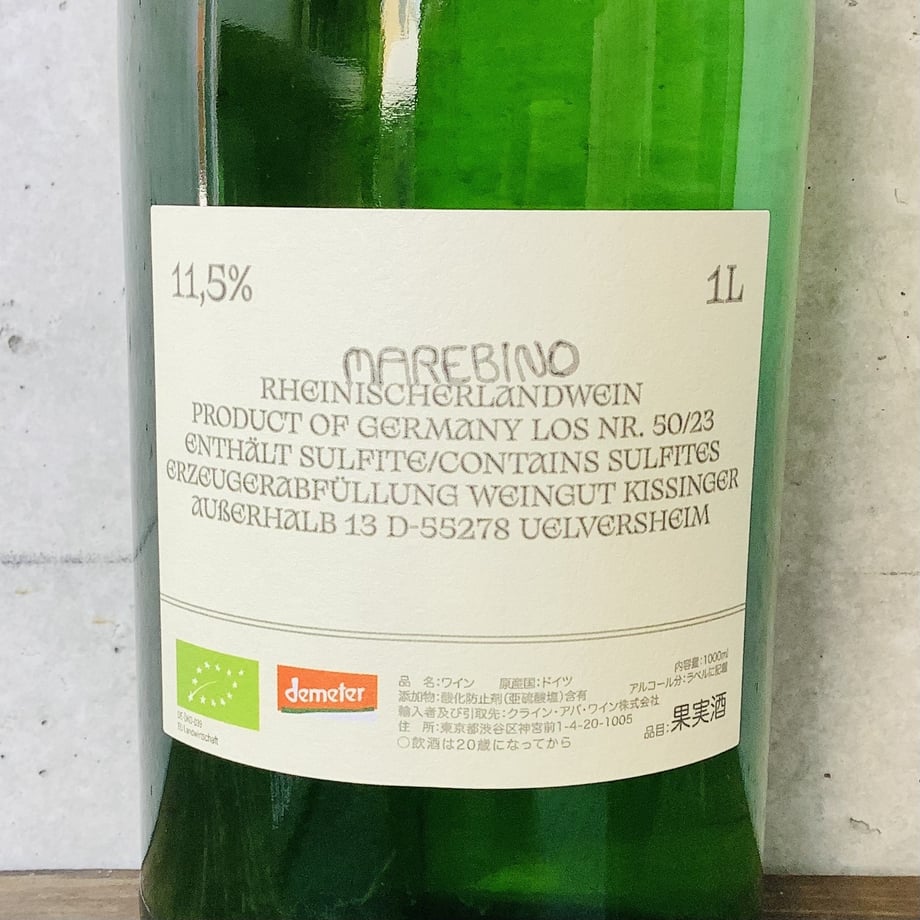 11,5% 1L
MAREBINO
RHEINISCHERLANDWEIN
PRODUCT OF GERMANY LOS NR. 50/23
ENTHÄLT SULFITE/CONTAINS SULFITES
ERZEUGERABFÜLLUNG WEINGUT KISSINGER
AUßERHALB 13 D-55278 UELVERSHEIM
demeter
DE-ÖKO-039
EU Landwirtschaft
品 名:ワイン 原産国:ドイツ
添加物:酸化防止剤(亜硫酸塩)含有
輸入者及び引取先:クライン・アバ・ワイン株式会社
住 所:東京都渋谷区神宮前1-4-20-1005
〇飲酒は20歳になってから
内容量:1000ml
アルコール分:ラベルに記載
品目:果実酒